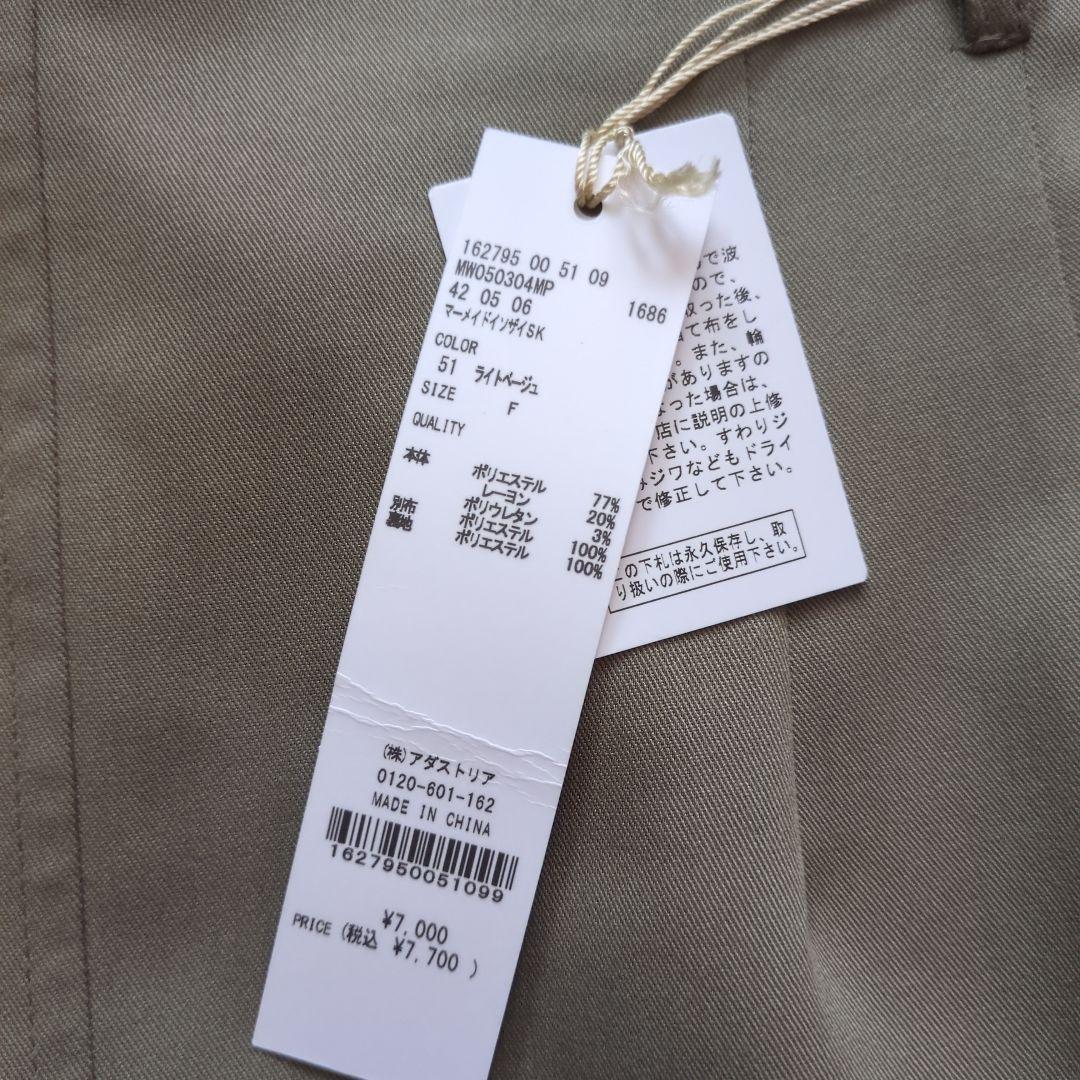 162795 00 51 09
MW050304MP
42 05 06 1686
マーメイドイソザイSK
COLOR
51 ライトベージュ
SIZE F
QUALITY
本体 ポリエステル 77%
レーヨン 20%
ポリウレタン 3%
別布 ポリエステル 100%
裏地 ポリエステル 100%
(株)アダストリア
0120-601-162
MADE IN CHINA
1627950051099
¥7,000
PRICE (税込 ¥7,700 )
で波
ので、
取った後、
て布をし
。また、輪
がありますの
なった場合は、
店に説明の上修
下さい。すわりジ
ジワなどもドライ
で修正して下さい。
この下札は永久保存し、取
り扱いの際にご使用下さい。